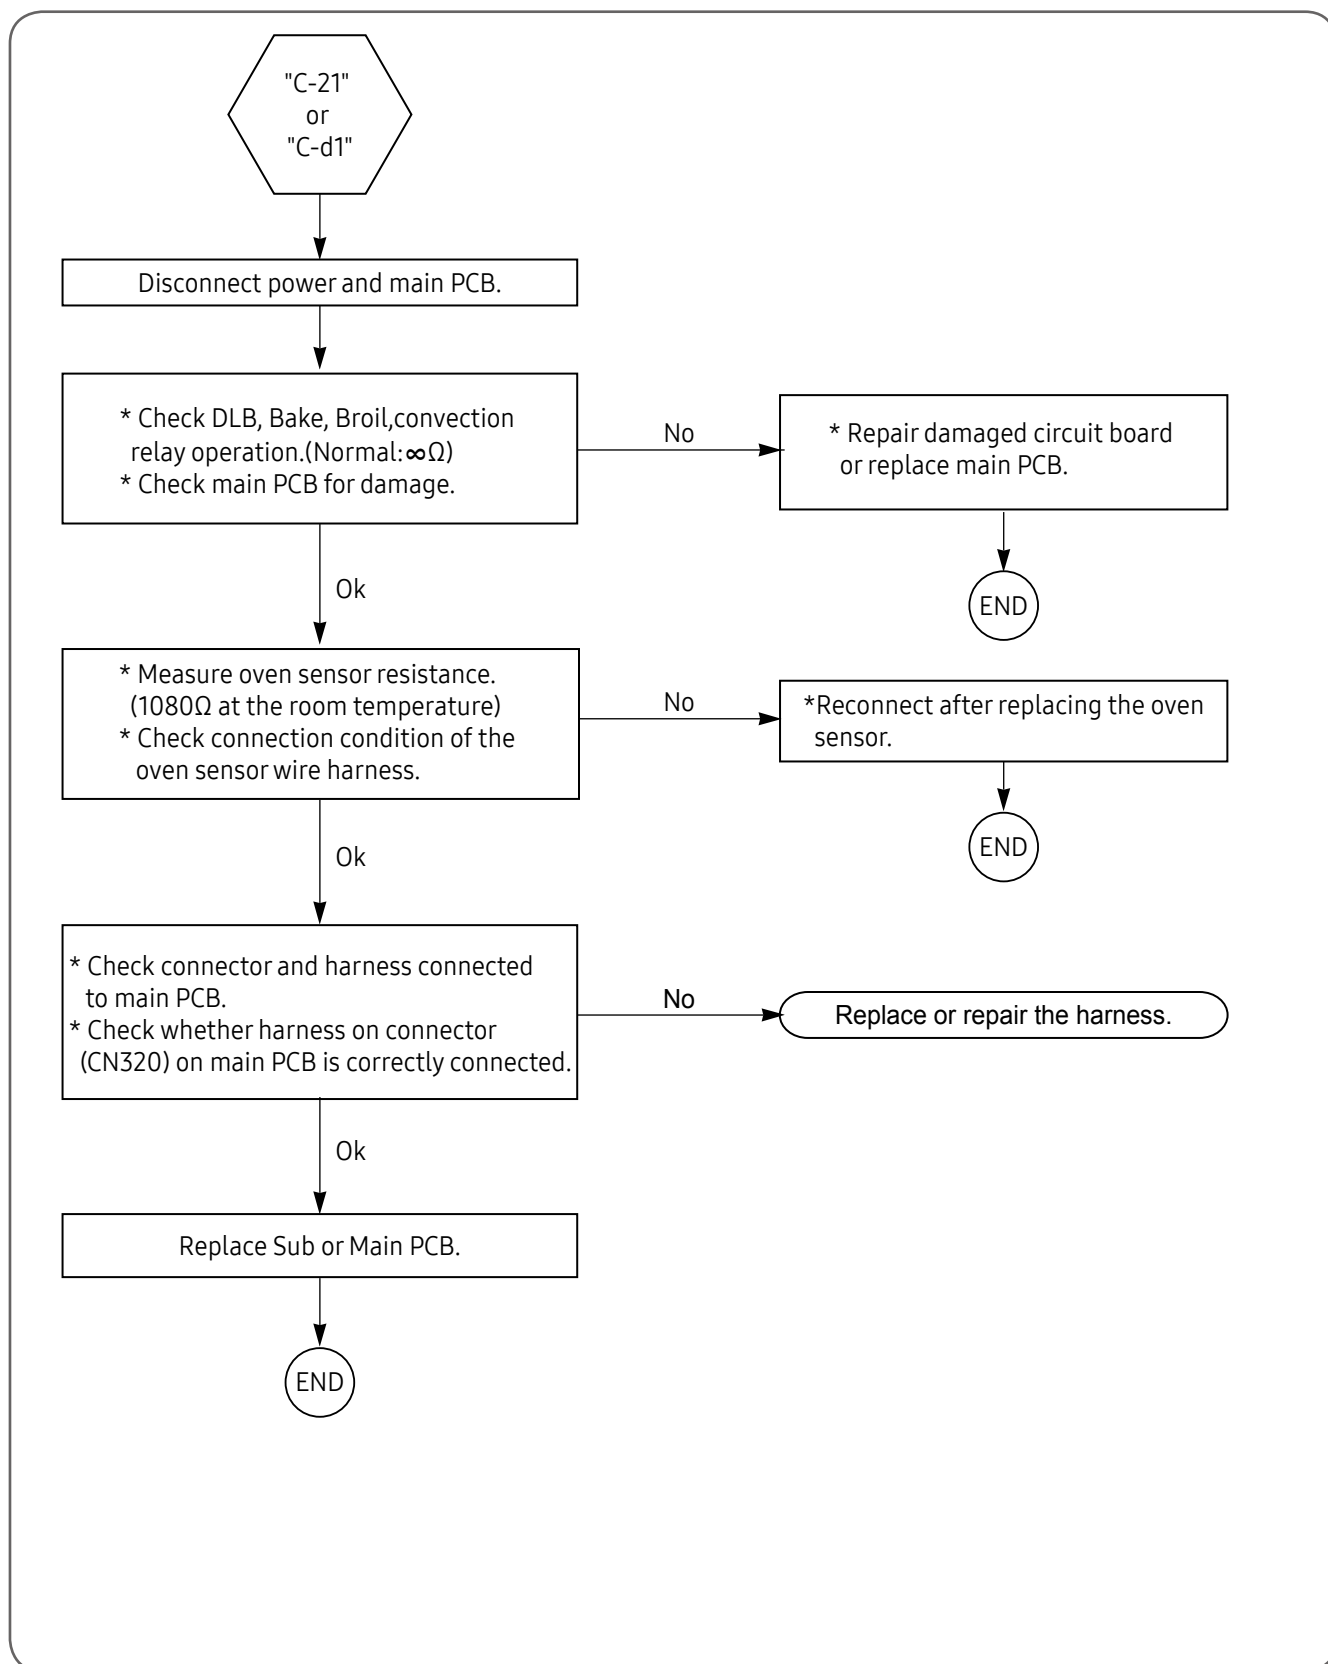 "C-21"
or
"C-d1"
Disconnect power and main PCB.
* Check DLB, Bake, Broil,convection
relay operation.(Normal:∞Ω)
* Check main PCB for damage.
No
* Repair damaged circuit board
or replace main PCB.
END
Ok
* Measure oven sensor resistance.
(1080Ω at the room temperature)
* Check connection condition of the
oven sensor wire harness.
No
*Reconnect after replacing the oven
sensor.
END
Ok
* Check connector and harness connected
to main PCB.
* Check whether harness on connector
(CN320) on main PCB is correctly connected.
No
Replace or repair the harness.
Ok
Replace Sub or Main PCB.
END